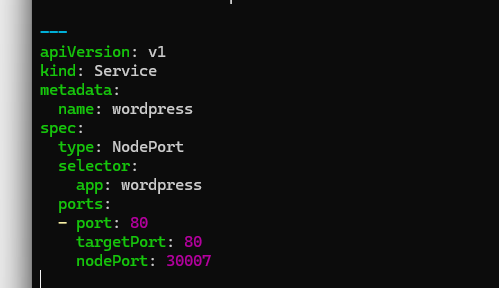 ---
apiVersion: v1
kind: Service
metadata:
  name: wordpress
spec:
  type: NodePort
  selector:
    app: wordpress
  ports:
  - port: 80
    targetPort: 80
    nodePort: 30007